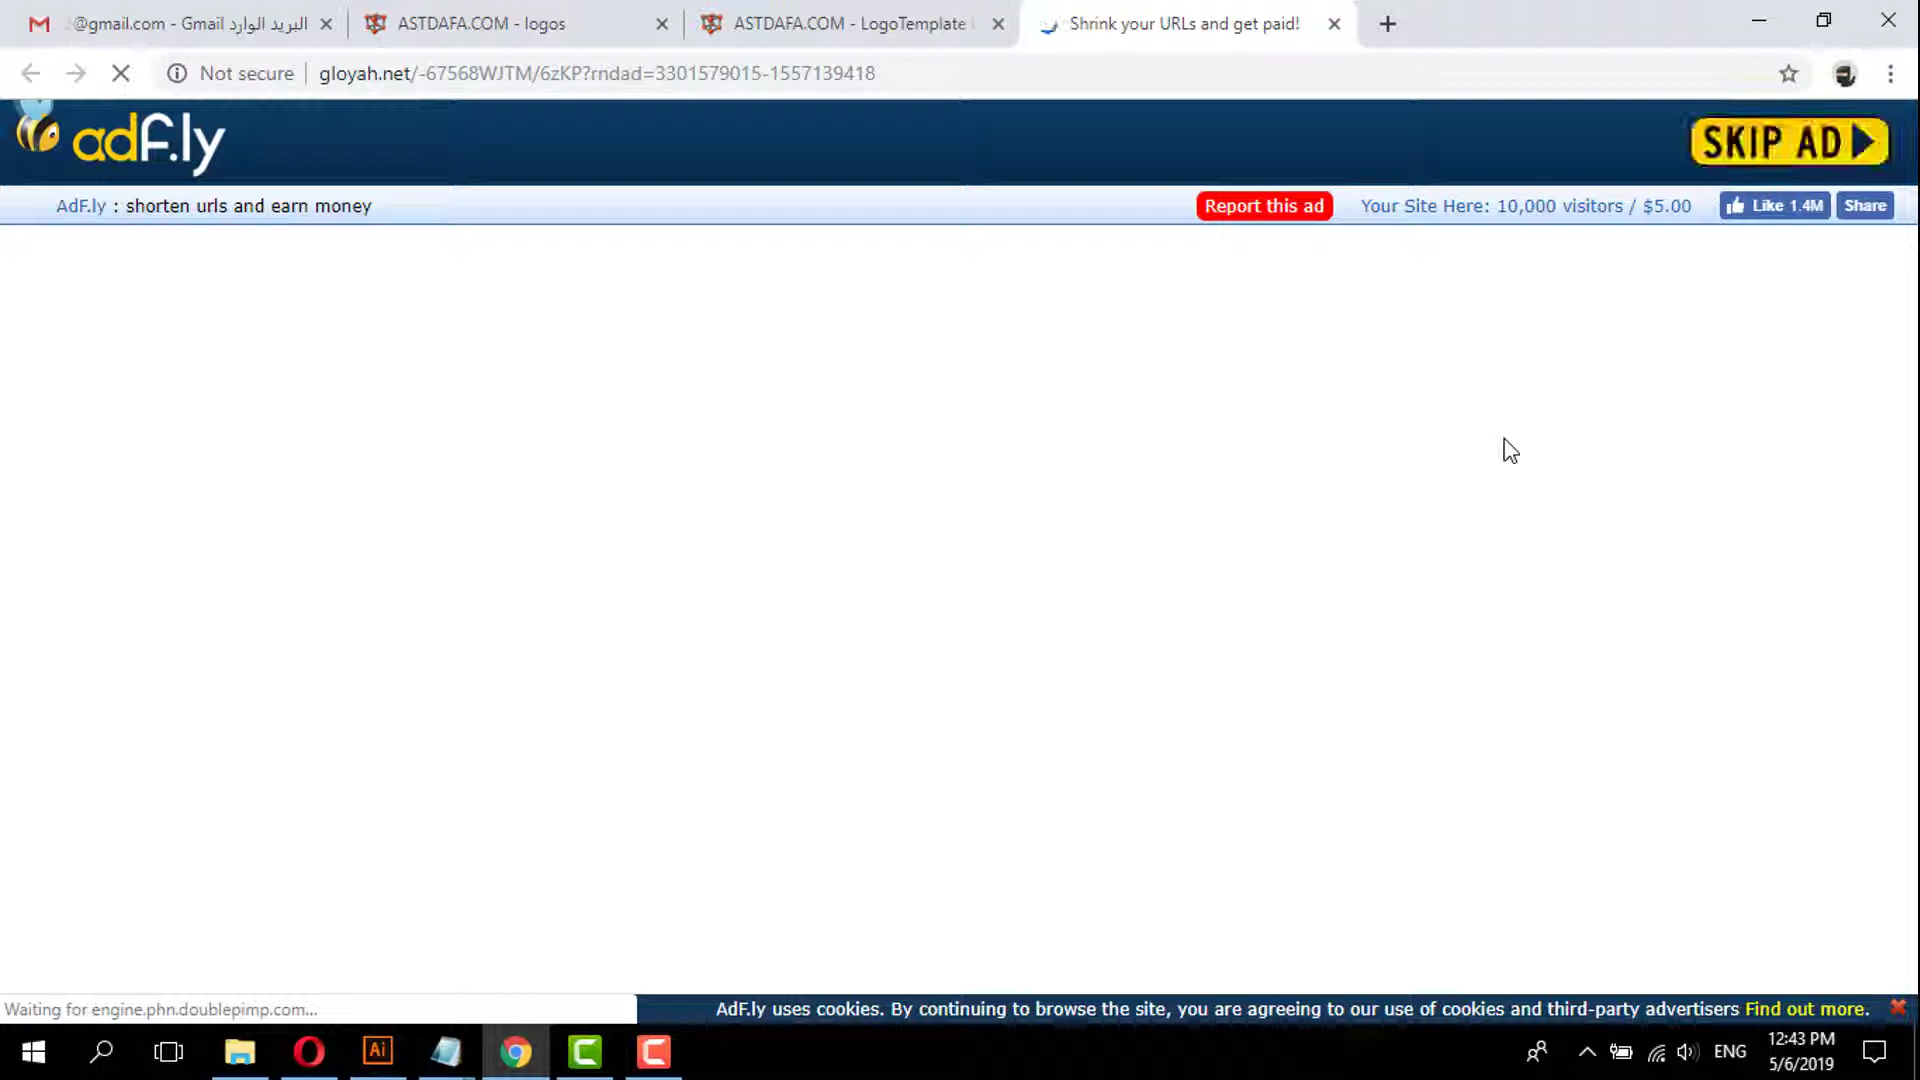 @gmail.com - Gmail البريد الوارد
ASTDAFA.COM - logos
ASTDAFA.COM - LogoTemplate
Shrink your URLs and get paid!
Not secure
gloyah.net/-67568WJTM/6zKP?rndad=3301579015-1557139418
adf.ly
SKIP AD
AdF.ly : shorten urls and earn money
Report this ad
Your Site Here: 10,000 visitors / $5.00
Like 1.4M
Share
Waiting for engine.phn.doublepimp.com...
AdF.ly uses cookies. By continuing to browse the site, you are agreeing to our use of cookies and third-party advertisers Find out more.
Ai
ENG
12:43 PM
5/6/2019